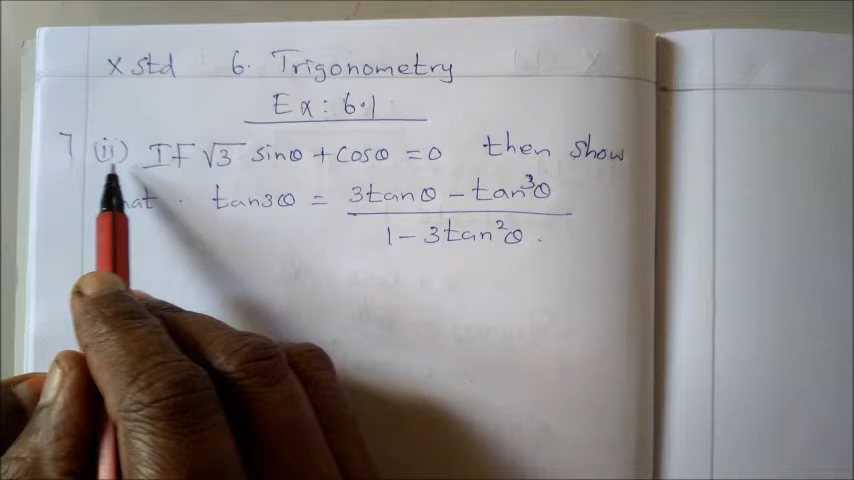 X Std 6. Trigonometry
Ex: 6.1
7 (ii) IF √3 sinθ + cosθ = 0 then show
tan3θ = 3tanθ - tan³θ
1 - 3tan²θ.